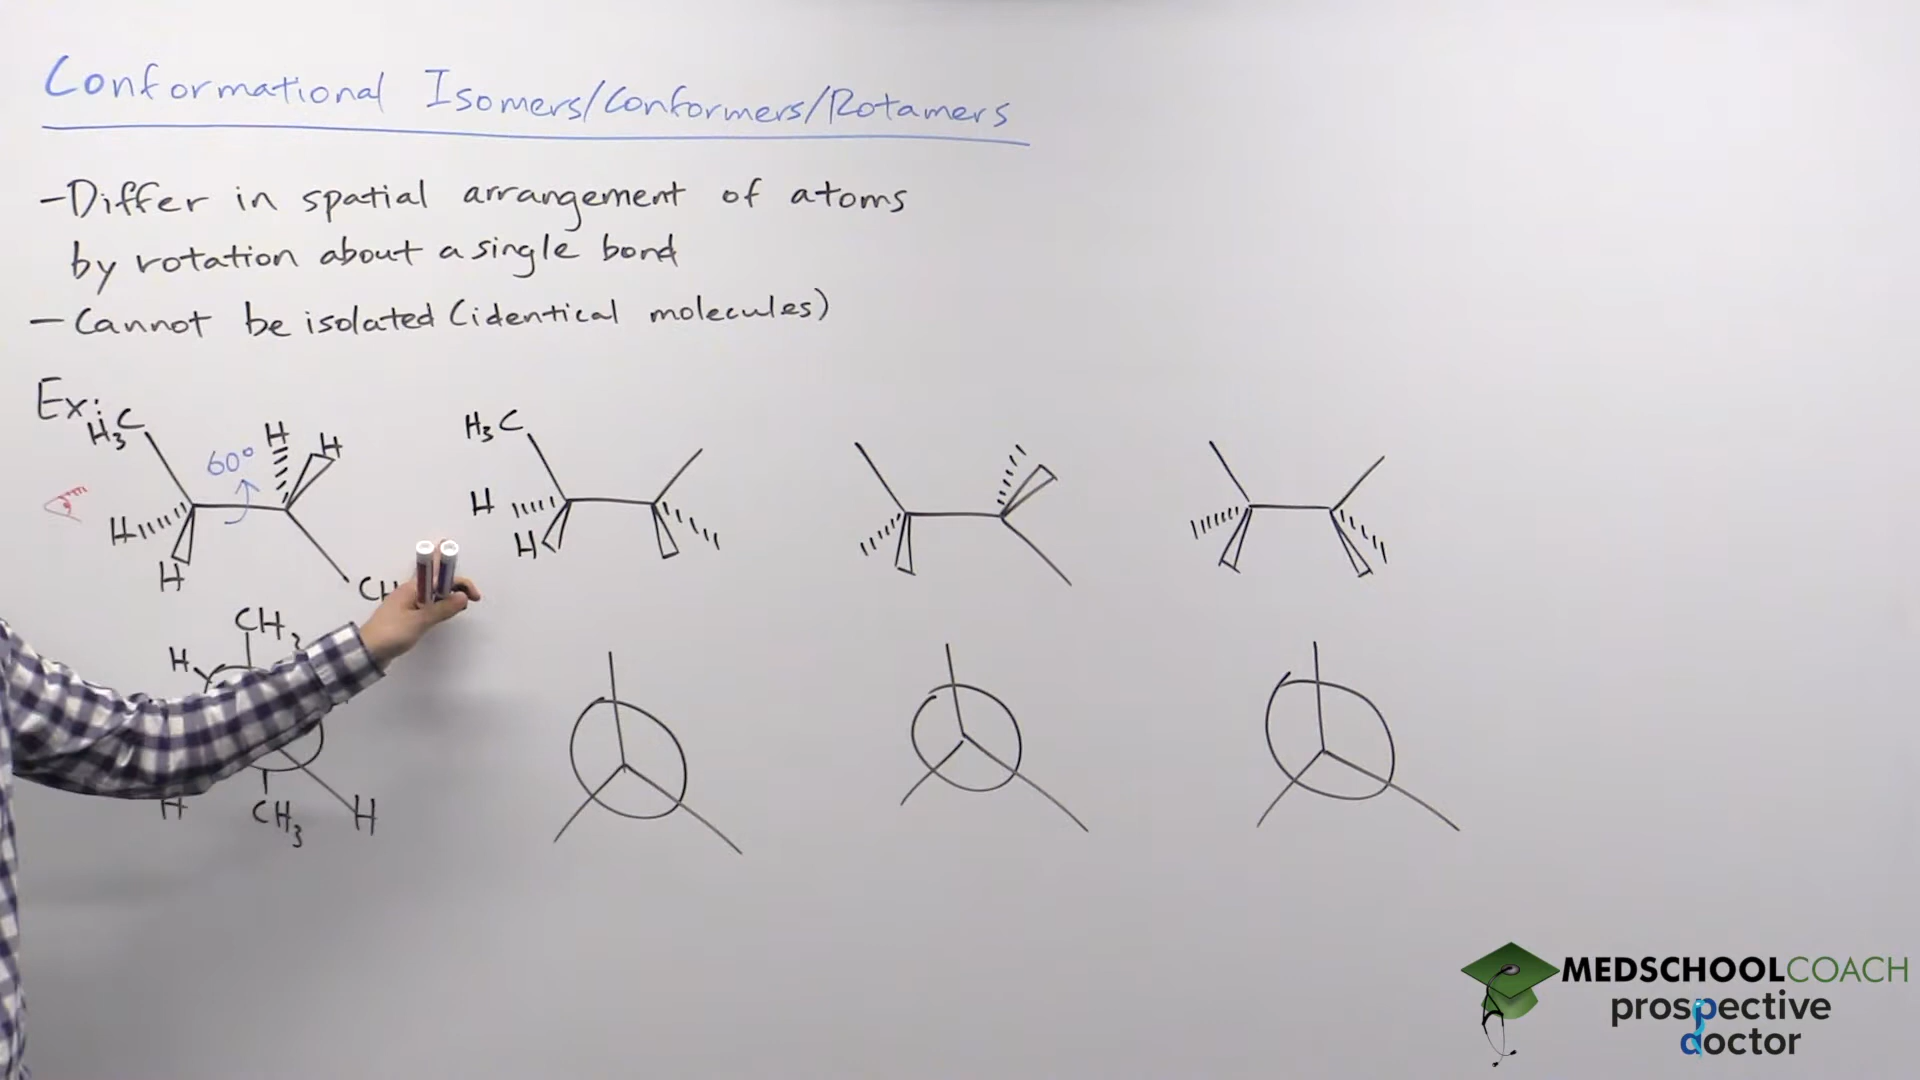 Conformational Isomers/Conformers/Rotamers
-Differ in spatial arrangement of atoms
by rotation about a single bond
- Cannot be isolated (identical molecules)
Ex:
H3C
H
H
60°
H
H
H3C
H
H
CH3
H
H
CH3
H
MEDSCHOOLCOACH
prospective
doctor